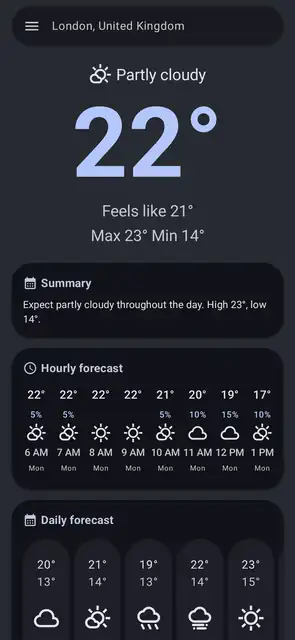 London, United Kingdom
Partly cloudy
22°
Feels like 21°
Max 23° Min 14°
Summary
Expect partly cloudy throughout the day. High 23°, low
14°.
Hourly forecast
22° 22° 22° 22° 21° 20° 19° 17°
5% 5% 5% 10% 15% 10%
6 AM 7 AM 8 AM 9 AM 10 AM 11 AM 12 PM 1 PM
Mon Mon Mon Mon Mon Mon Mon Mon
Daily forecast
20° 21° 19° 22° 23°
13° 14° 13° 14° 15°